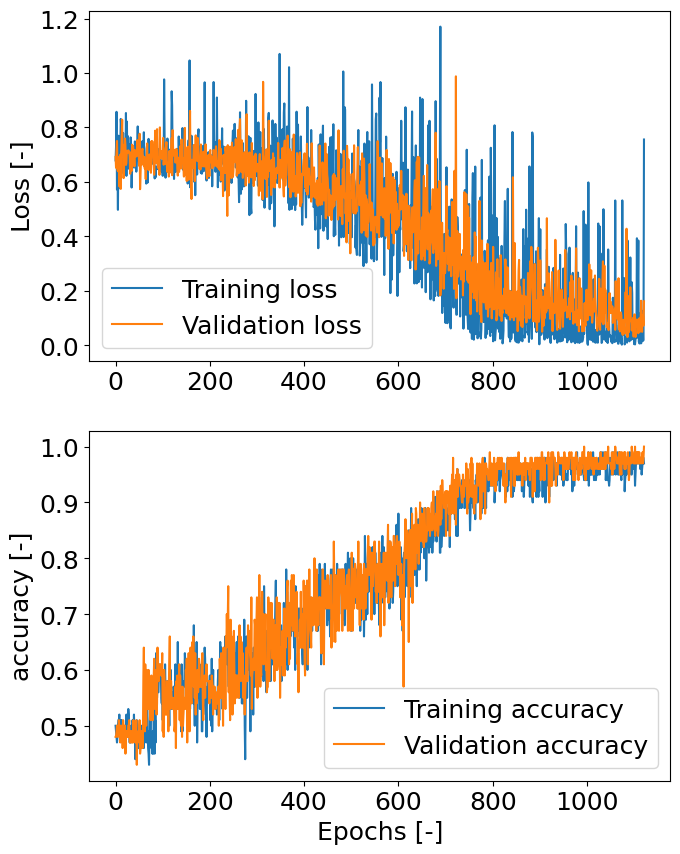 1.2
1.0
0.8
0.6
0.4
0.2
0.0
Loss [-]
Training loss
Validation loss
0 200 400 600 800 1000
1.0
0.9
0.8
0.7
0.6
0.5
accuracy [-]
Training accuracy
Validation accuracy
0 200 400 600 800 1000
Epochs [-]